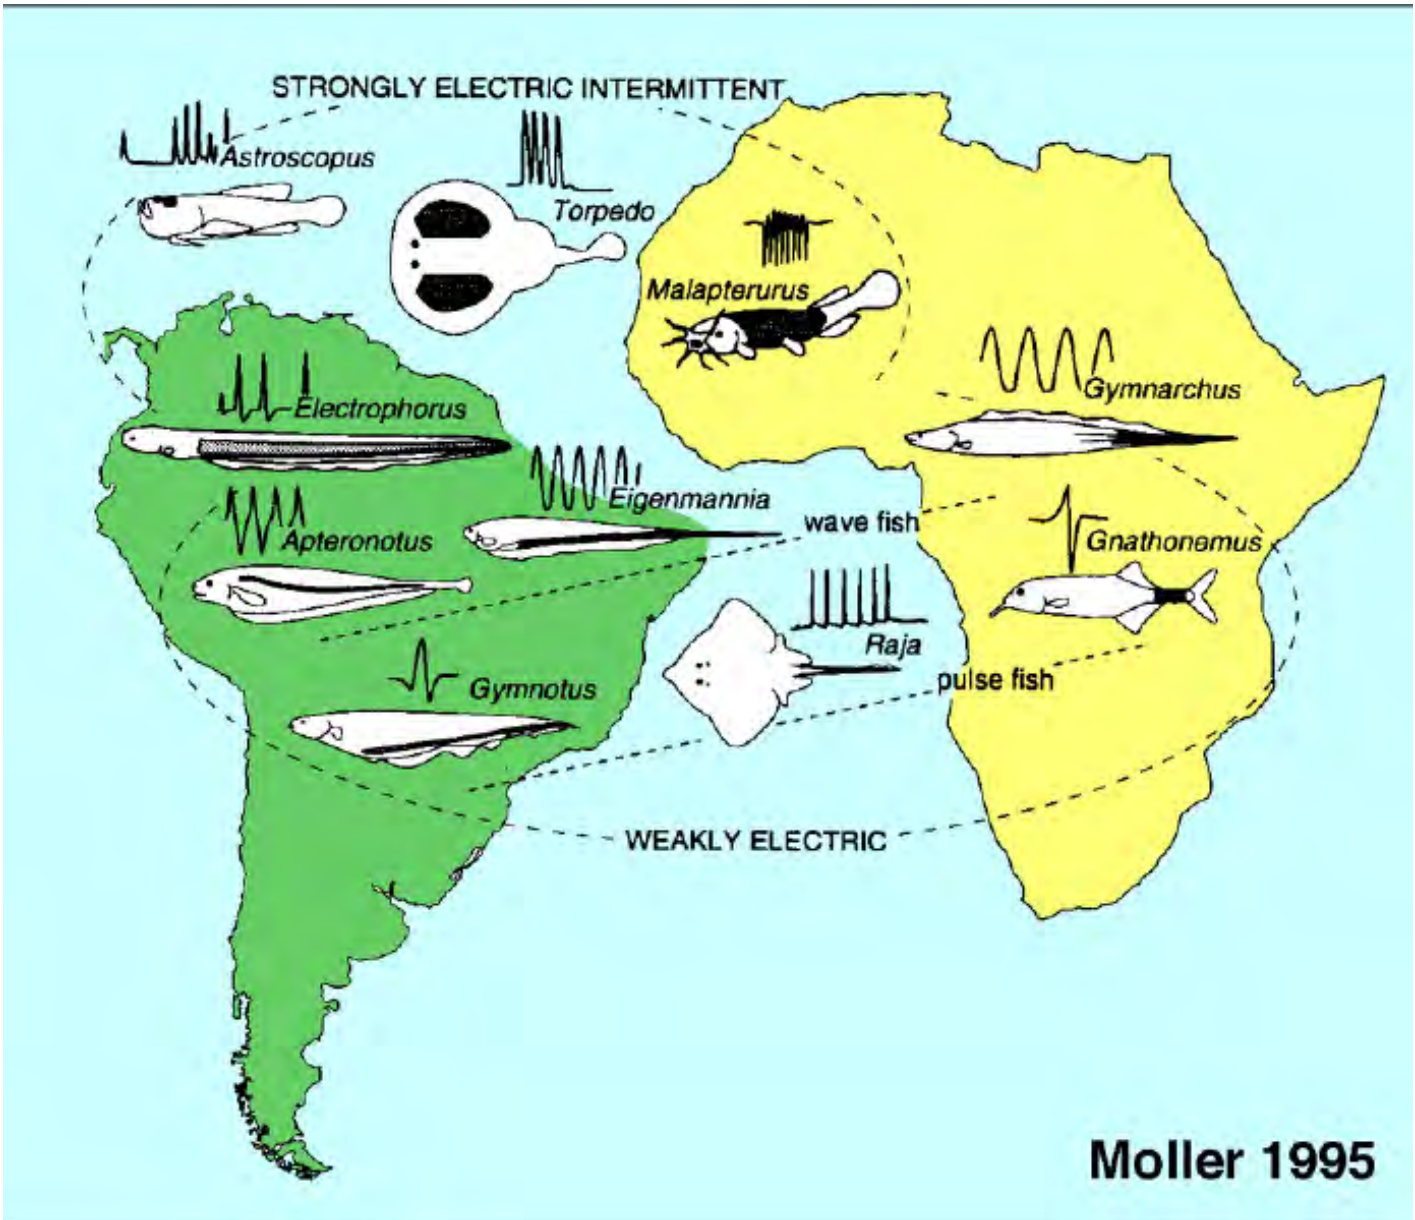 STRONGLY ELECTRIC INTERMITTENT
Astroscopus
Torpedo
Malapterurus
Gymnarchus
Electrophorus
Eigenmannia
wave fish
Apteronotus
Gnathonemus
Raja
pulse fish
Gymnotus
WEAKLY ELECTRIC
Moller 1995